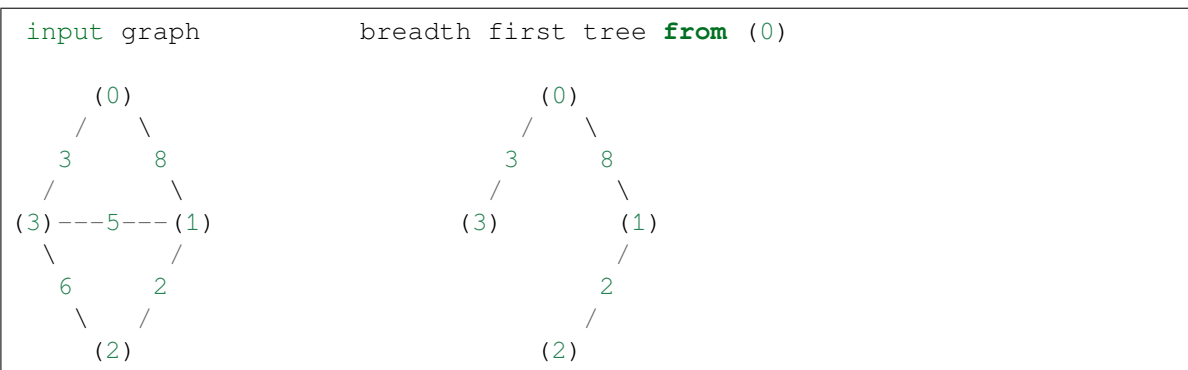 input graph             breadth first tree from (0)
     (0)                         (0)
    /   \                       /   \
   3     8                     3     8
  /       \                   /       \
(3)---5---(1)               (3)       (1)
  \       /                           /
   6     2                           2
    \   /                           /
     (2)                         (2)